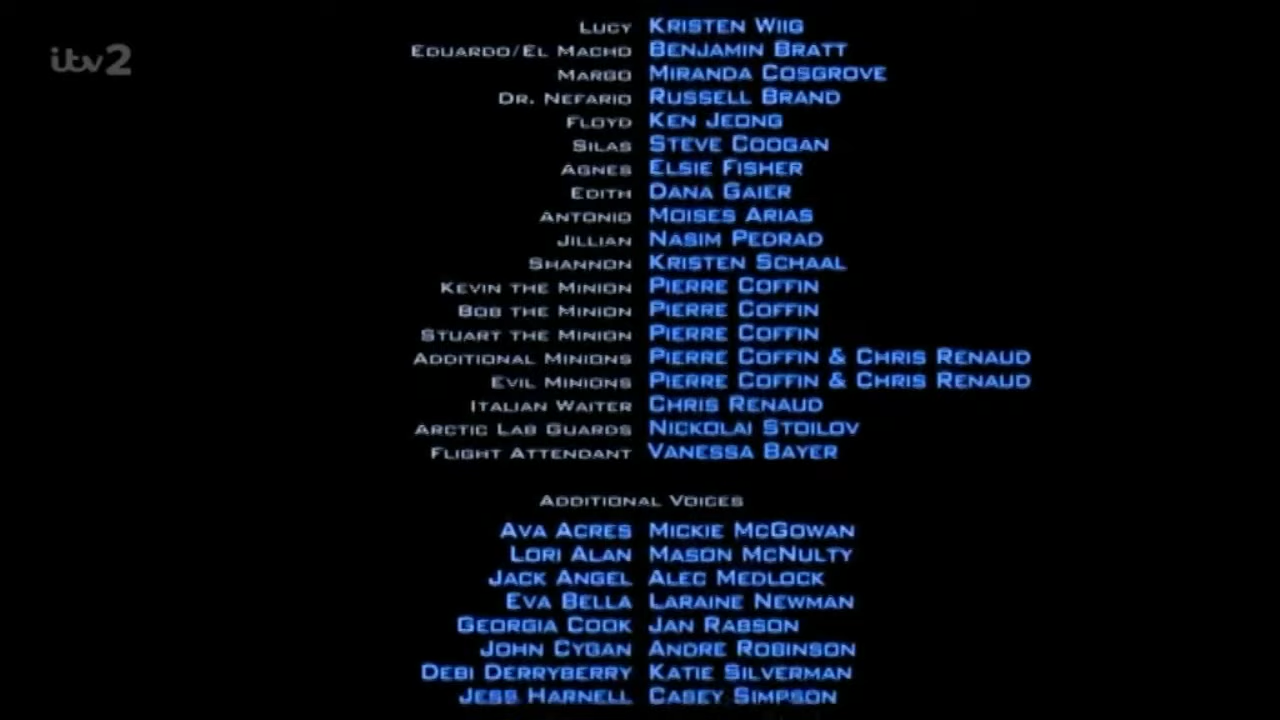 itv2
Lucy Kristen Wiig
Eduardo/El Macho Benjamin Bratt
Margo Miranda Cosgrove
Dr. Nefario Russell Brand
Floyd Ken Jeong
Silas Steve Coogan
Agnes Elsie Fisher
Edith Dana Gaier
Antonio Moises Arias
Jillian Nasim Pedrad
Shannon Kristen Schaal
Kevin the Minion Pierre Coffin
Bob the Minion Pierre Coffin
Stuart the Minion Pierre Coffin
Additional Minions Pierre Coffin & Chris Renaud
Evil Minions Pierre Coffin & Chris Renaud
Italian Waiter Chris Renaud
Arctic Lab Guards Nickolai Stoilov
Flight Attendant Vanessa Bayer
Additional Voices
Ava Acres Mickie McGowan
Lori Alan Mason McNulty
Jack Angel Alec Medlock
Eva Bella Laraine Newman
Georgia Cook Jan Rabson
John Cygan Andre Robinson
Debi Derryberry Katie Silverman
Jess Harnell Casey Simpson